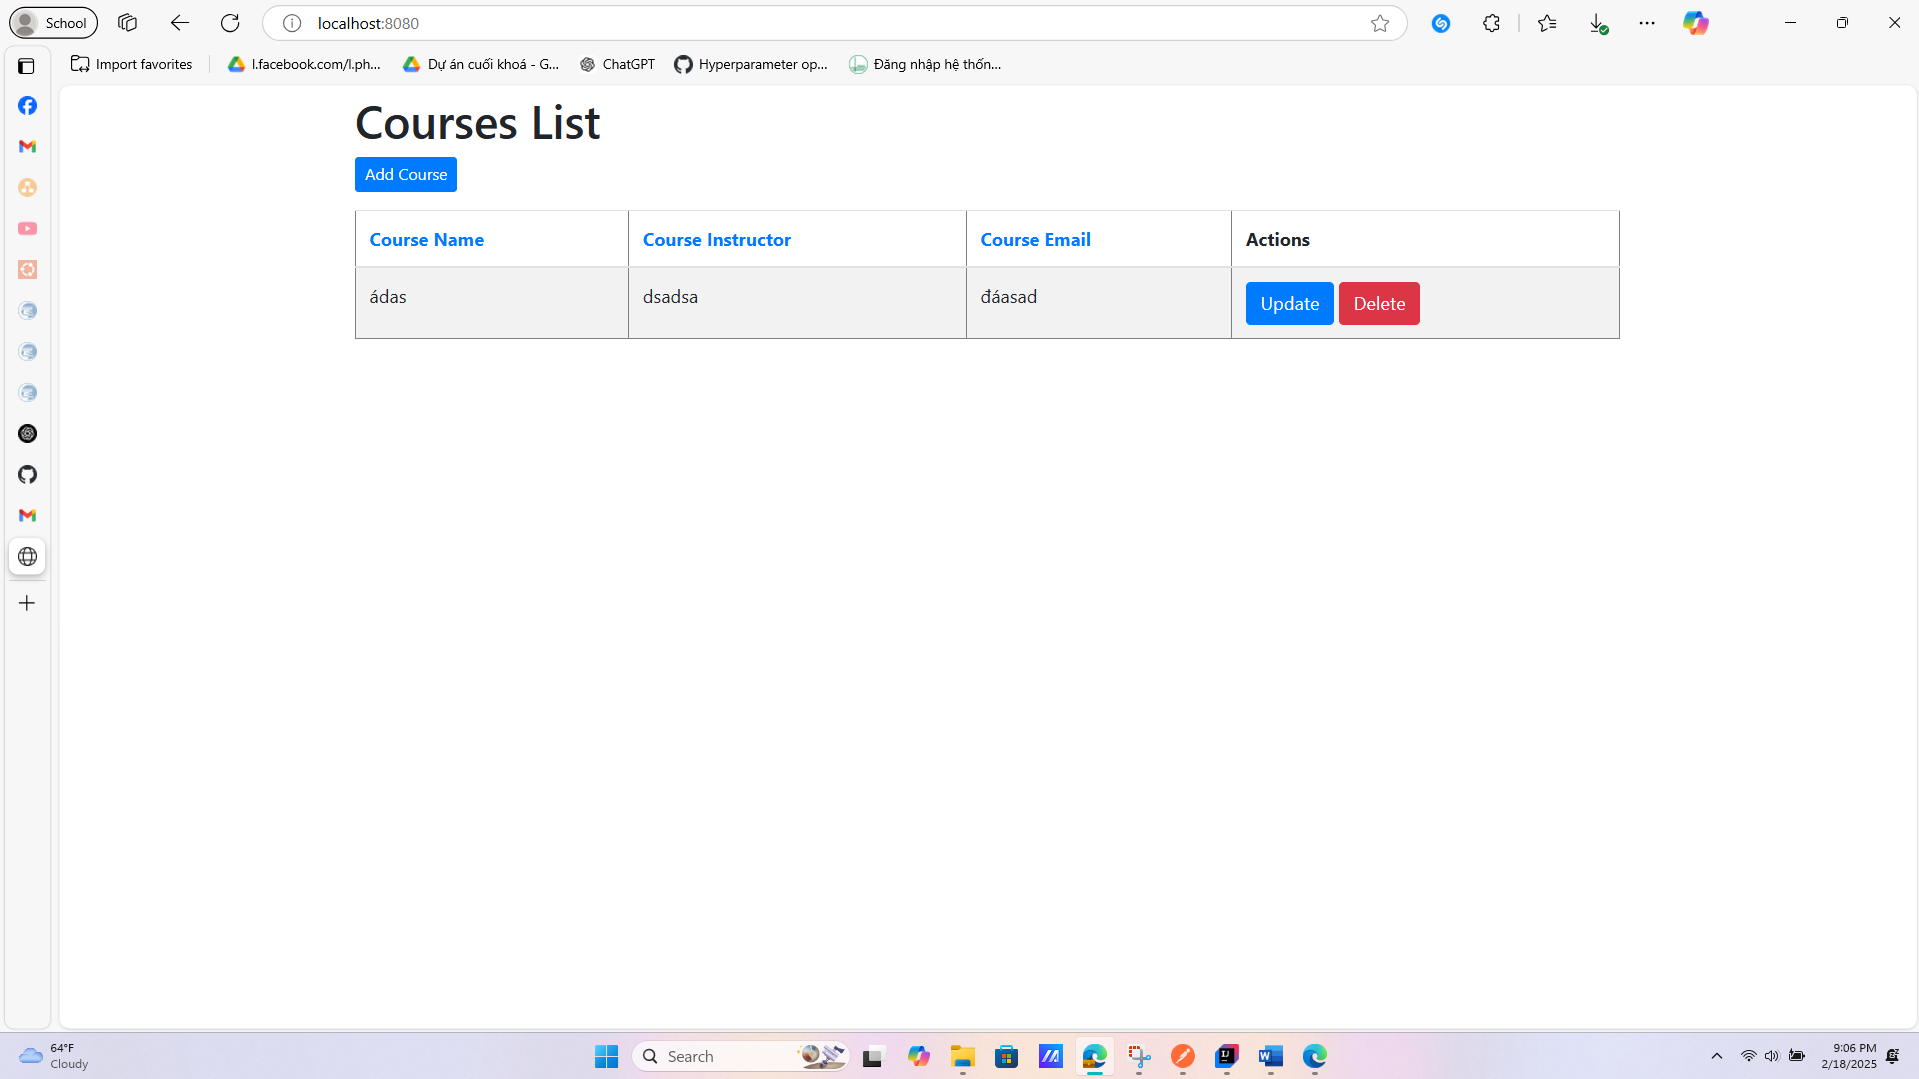 School
localhost:8080
Import favorites
l.facebook.com/l.ph...
Dự án cuối khoá - G...
ChatGPT
Hyperparameter op...
Đăng nhập hệ thốn...
Courses List
Add Course
Course Name Course Instructor Course Email Actions
ádas dsadsa đáasad Update Delete
64°F
Cloudy
Search
9:06 PM
2/18/2025